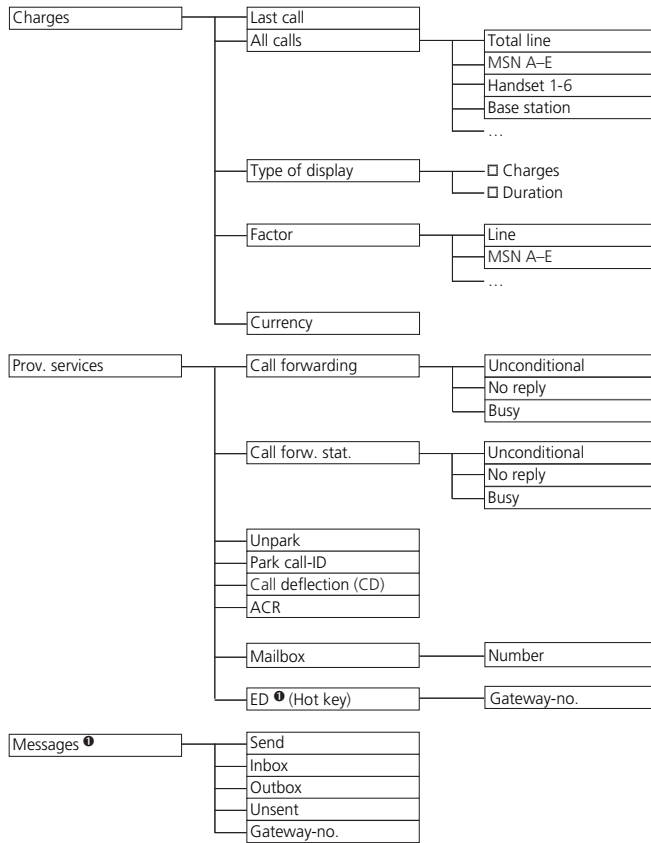 Charges
Last call
All calls
Total line
MSN A–E
Handset 1-6
Base station
…
Type of display
☐ Charges
☐ Duration
Factor
Line
MSN A–E
…
Currency
Prov. services
Call forwarding
Unconditional
No reply
Busy
Call forw. stat.
Unconditional
No reply
Busy
Unpark
Park call-ID
Call deflection (CD)
ACR
Mailbox
Number
ED ❶ (Hot key)
Gateway-no.
Messages ❶
Send
Inbox
Outbox
Unsent
Gateway-no.